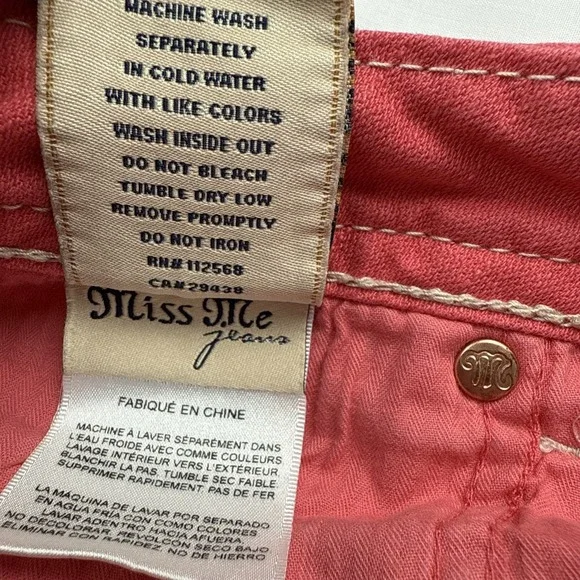 MACHINE WASH
SEPARATELY
IN COLD WATER
WITH LIKE COLORS
WASH INSIDE OUT
DO NOT BLEACH
TUMBLE DRY LOW
REMOVE PROMPTLY
DO NOT IRON
RN# 112568
CA#29438
Miss Me
jeans
M
FABIQUÉ EN CHINE
MACHINE À LAVER SÉPARÉMENT DANS
L'EAU FROIDE AVEC COMME COULEURS
LAVAGE INTÉRIEUR VERS L'EXTÉRIEUR,
BLANCHIR LA PAS, TUMBLE SEC FAIBLE,
SUPPRIMER RAPIDEMENT, PAS DE FER
LA MAQUINA DE LAVAR POR SEPARADO
EN AGUA FRÍA CON COMO COLORES
LAVAR ADENTRO HACIA AFUERA
NO DECOLORAR, REVOLCÓN SECO BAJO
ELIMINAR CON RAPIDEZ, NO DE HIERRO